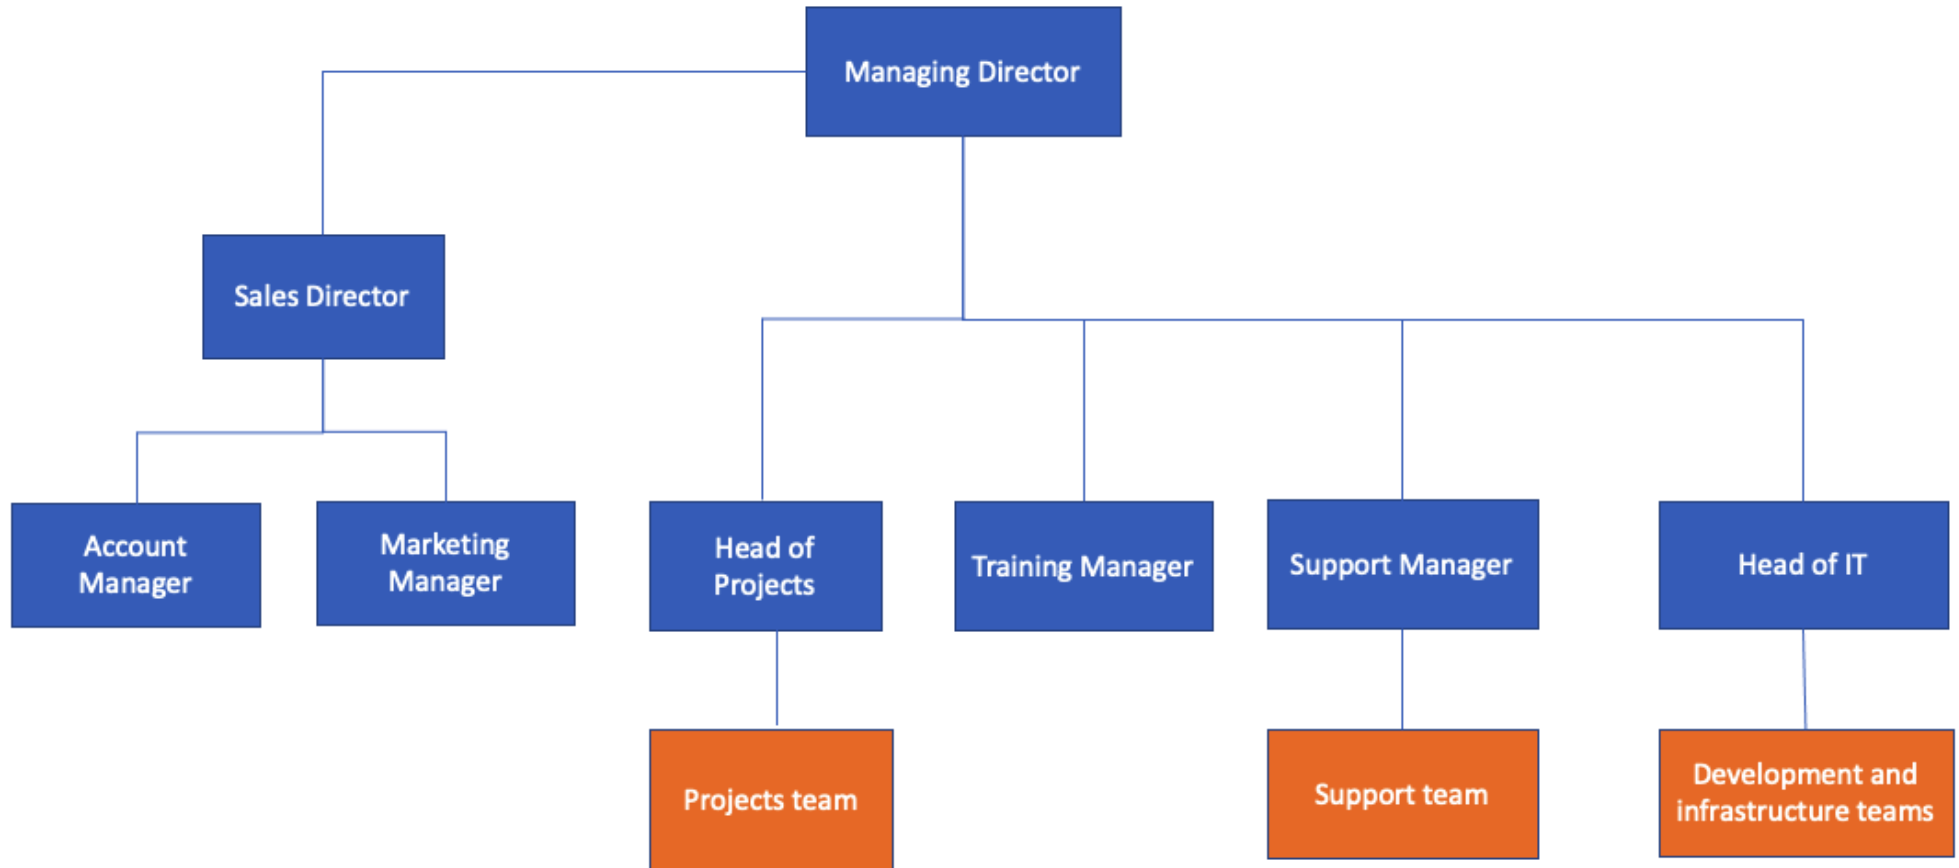 Managing Director
Sales Director
Account
Manager
Marketing
Manager
Head of
Projects
Training Manager
Support Manager
Head of IT
Projects team
Support team
Development and
infrastructure teams